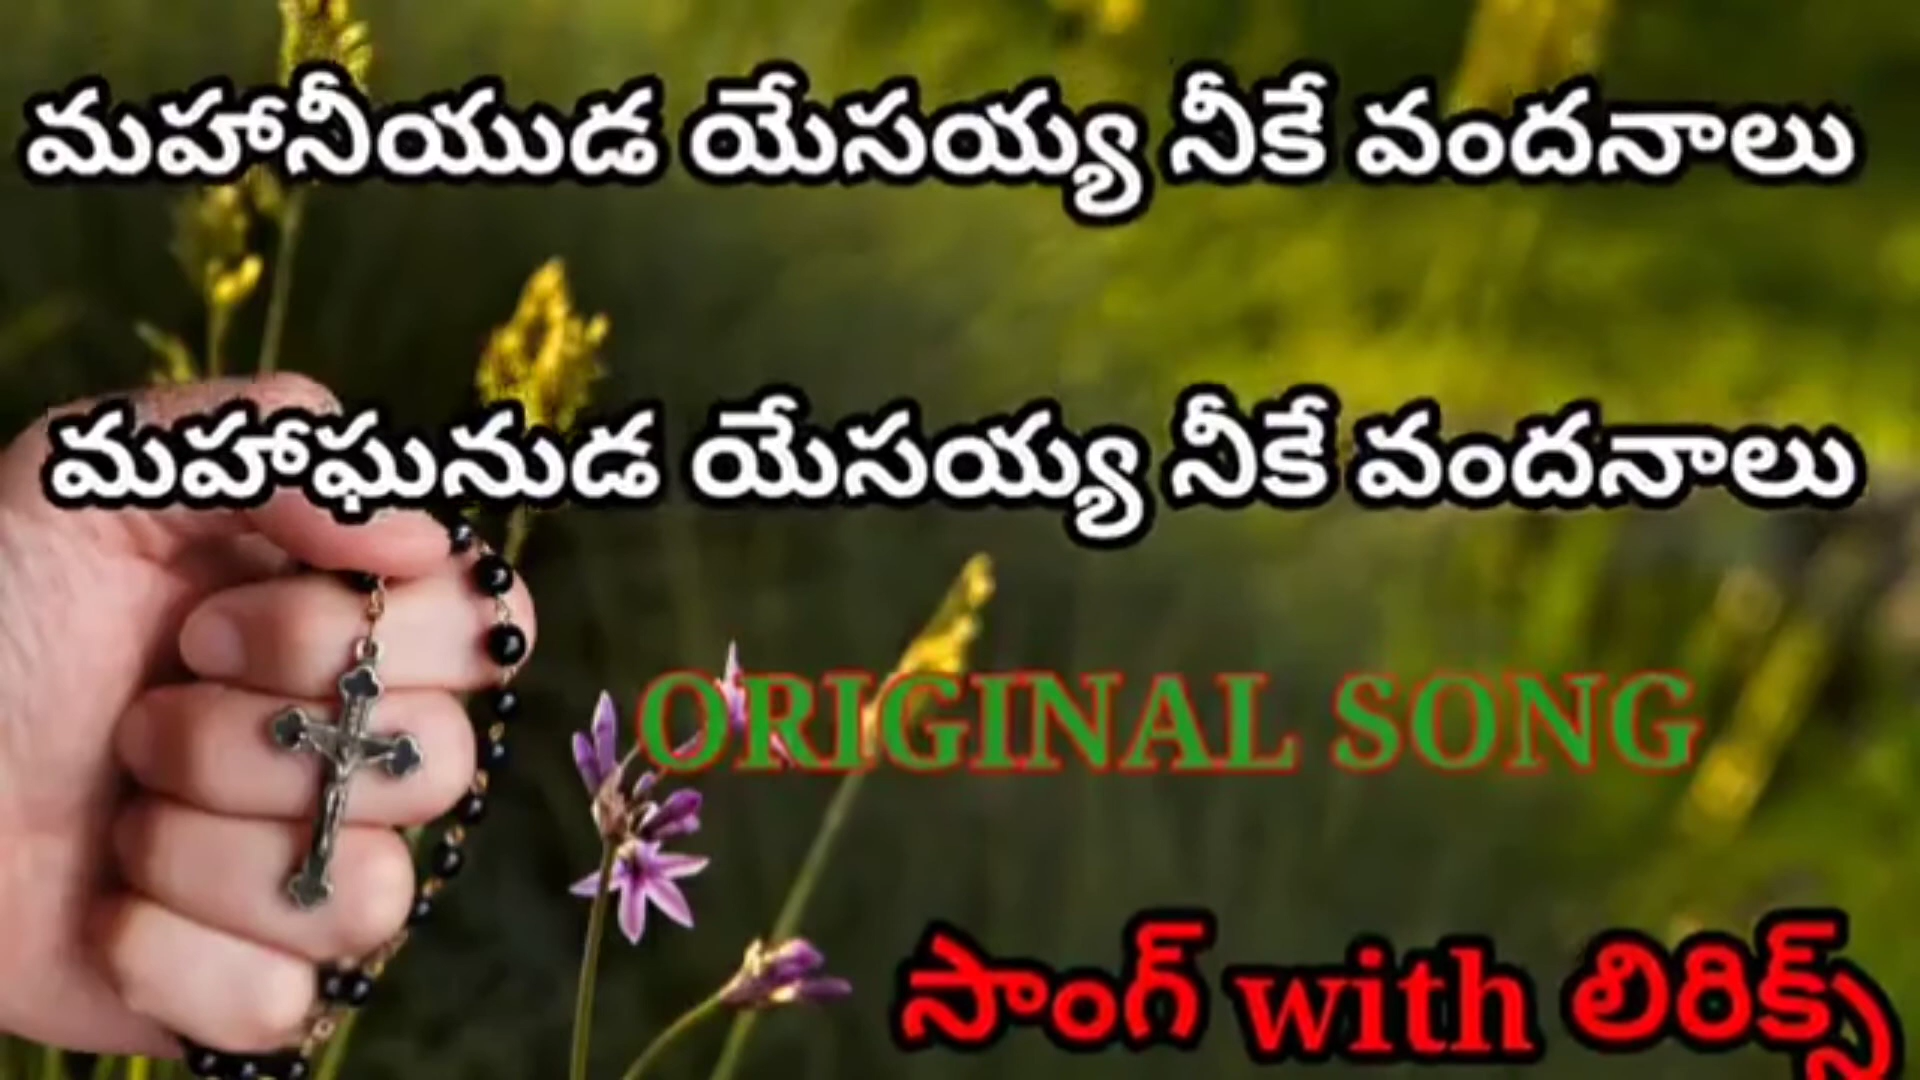 మహానీయుడ యేసయ్య నీకే వందనాలు
మహాఘనుడ యేసయ్య నీకే వందనాలు
ORIGINAL SONG
సాంగ్ with లిరిక్స్